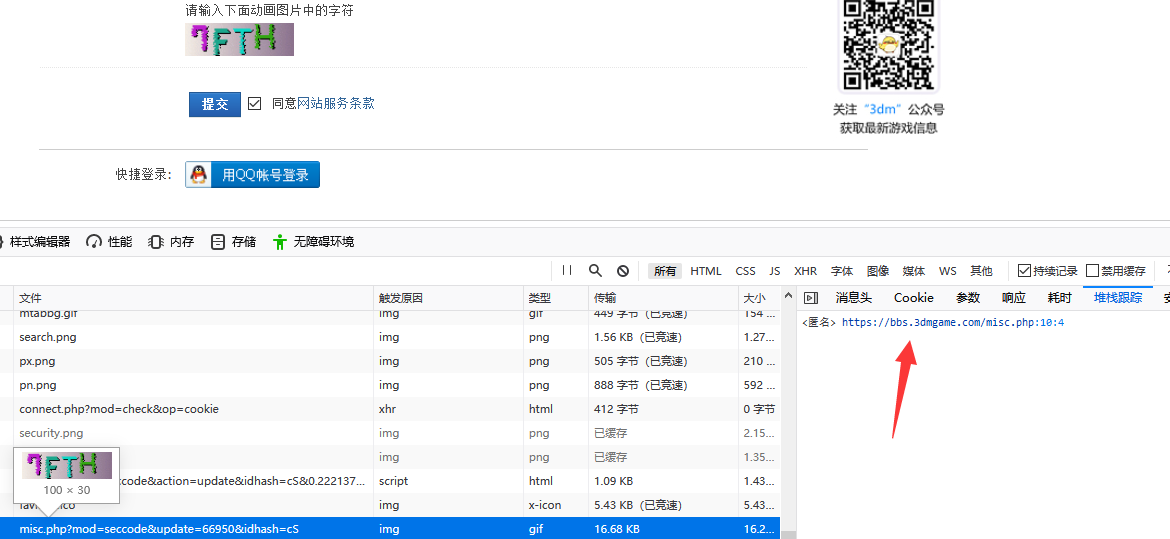 请输入下面动画图片中的字符
7FTH
提交 同意网站服务条款
关注 “3dm” 公众号
获取最新游戏信息
快捷登录: 用QQ帐号登录
样式编辑器 性能 内存 存储 无障碍环境
所有 HTML CSS JS XHR 字体 图像 媒体 WS 其他 持续记录 禁用缓存
文件 触发原因 类型 传输 大小
消息头 Cookie 参数 响应 耗时 堆栈跟踪
mtabbg.gif img gif 449 字节（已竞速） 154 ...
<匿名> https://bbs.3dmgame.com/misc.php:10:4
search.png img png 1.56 KB（已竞速） 1.27...
px.png img png 505 字节（已竞速） 210 ...
pn.png img png 888 字节（已竞速） 592 ...
connect.php?mod=check&op=cookie xhr html 412 字节 0 字节
security.png img png 已缓存 2.15...
img png 已缓存 1.35...
7FTH
100 × 30
ccode&action=update&idhash=cS&0.222137... script html 1.09 KB 1.43...
img x-icon 5.43 KB（已竞速） 5.43...
misc.php?mod=seccode&update=66950&idhash=cS img gif 16.68 KB 16.2...